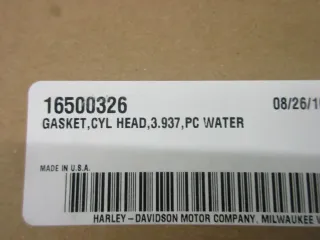 16500326 08/26/1
GASKET,CYL HEAD,3.937,PC WATER
MADE IN U.S.A.
HARLEY-DAVIDSON MOTOR COMPANY, MILWAUKEE W